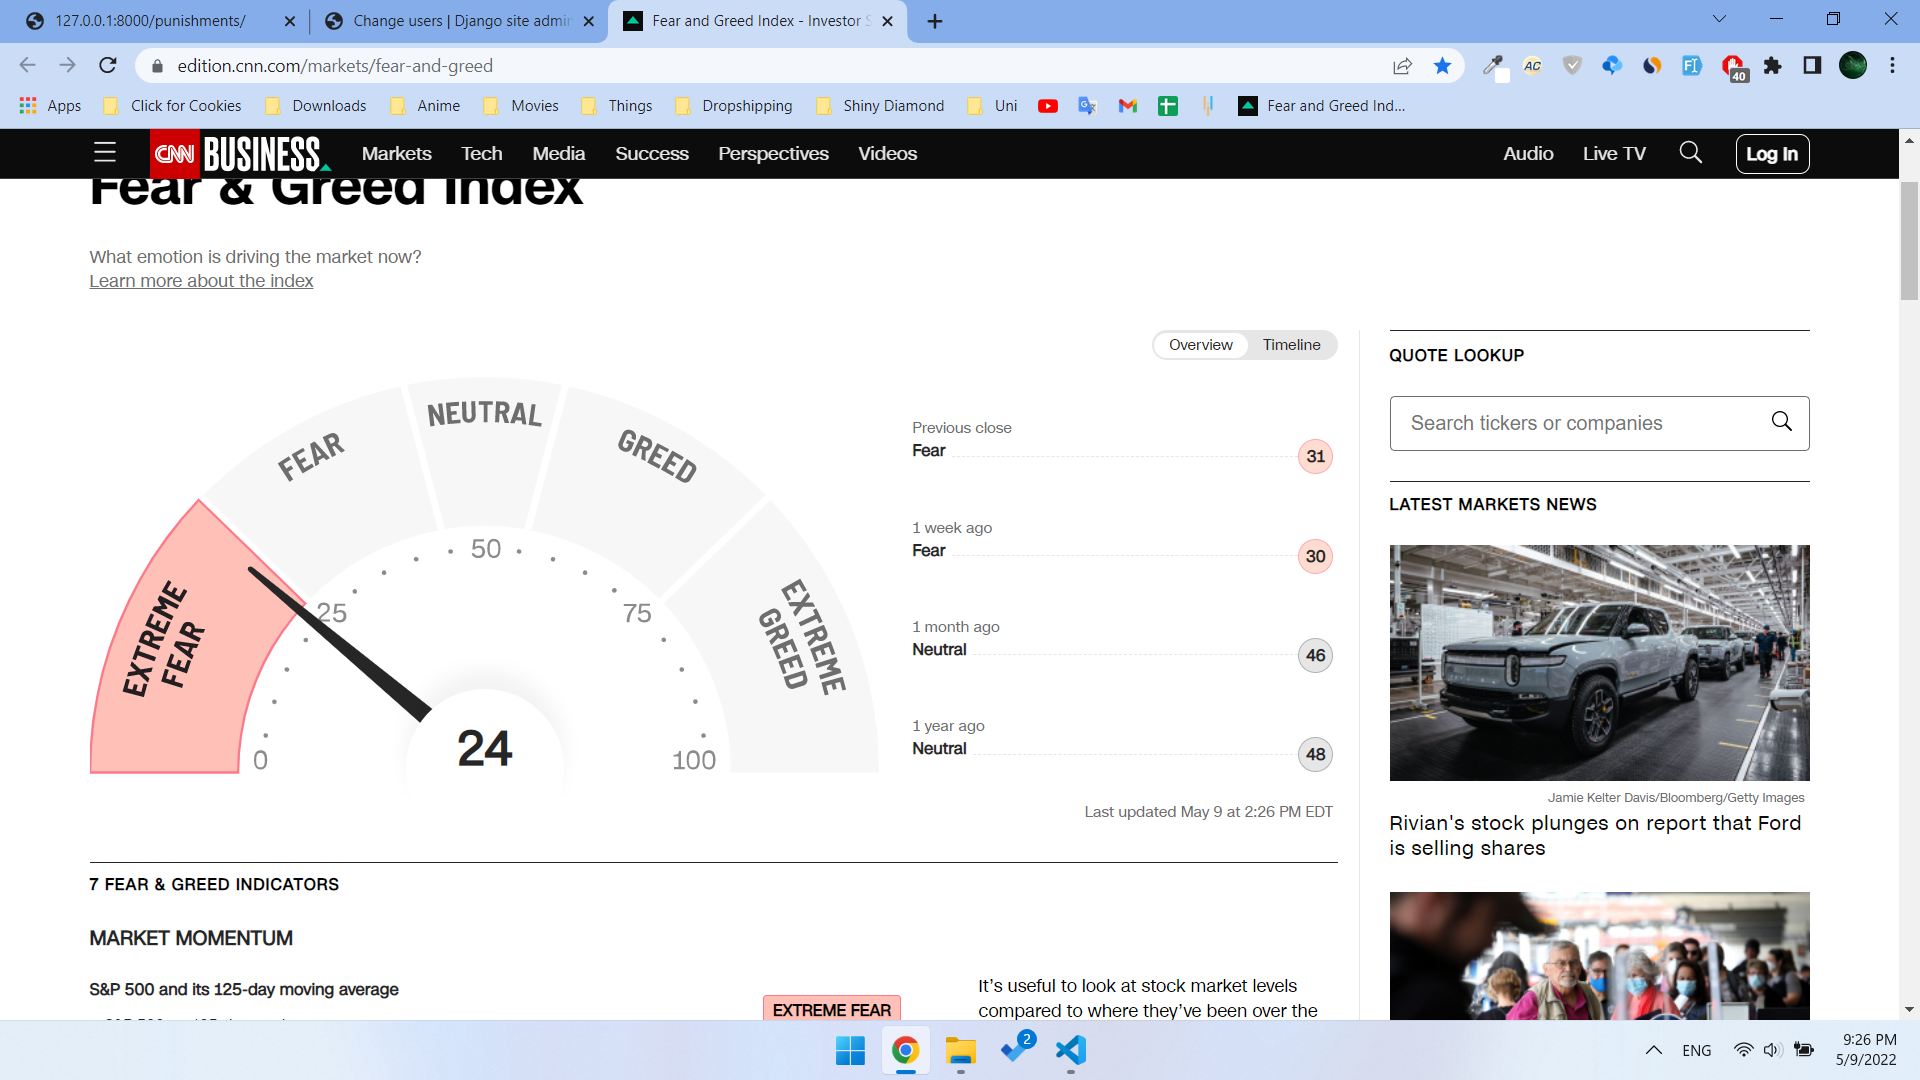 127.0.0.1:8000/punishments/
Change users | Django site admin
Fear and Greed Index - Investor S
edition.cnn.com/markets/fear-and-greed
AC
40
Apps
Click for Cookies
Downloads
Anime
Movies
Things
Dropshipping
Shiny Diamond
Uni
Fear and Greed Ind...
CNN BUSINESS
Markets
Tech
Media
Success
Perspectives
Videos
Audio
Live TV
Log In
Fear & Greed Index
What emotion is driving the market now?
Learn more about the index
Overview
Timeline
EXTREME FEAR
FEAR
NEUTRAL
GREED
EXTREME GREED
0
25
50
75
100
24
Previous close
Fear
31
1 week ago
Fear
30
1 month ago
Neutral
46
1 year ago
Neutral
48
Last updated May 9 at 2:26 PM EDT
7 FEAR & GREED INDICATORS
MARKET MOMENTUM
S&P 500 and its 125-day moving average
EXTREME FEAR
It's useful to look at stock market levels
compared to where they've been over the
QUOTE LOOKUP
Search tickers or companies
LATEST MARKETS NEWS
Jamie Kelter Davis/Bloomberg/Getty Images
Rivian's stock plunges on report that Ford
is selling shares
2
ENG
9:26 PM
5/9/2022